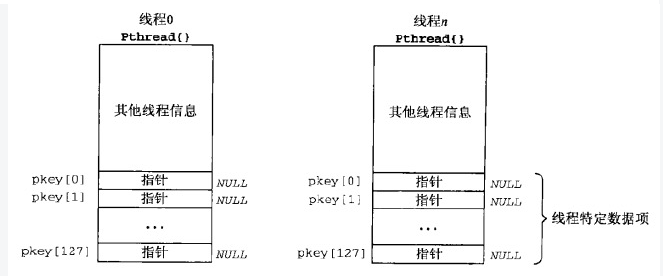 线程0
Pthread{}
其他线程信息
pkey[0] 指针 NULL
pkey[1] 指针 NULL
...
pkey[127] 指针 NULL
线程n
Pthread{}
其他线程信息
pkey[0] 指针 NULL
pkey[1] 指针 NULL
...
pkey[127] 指针 NULL
线程特定数据项